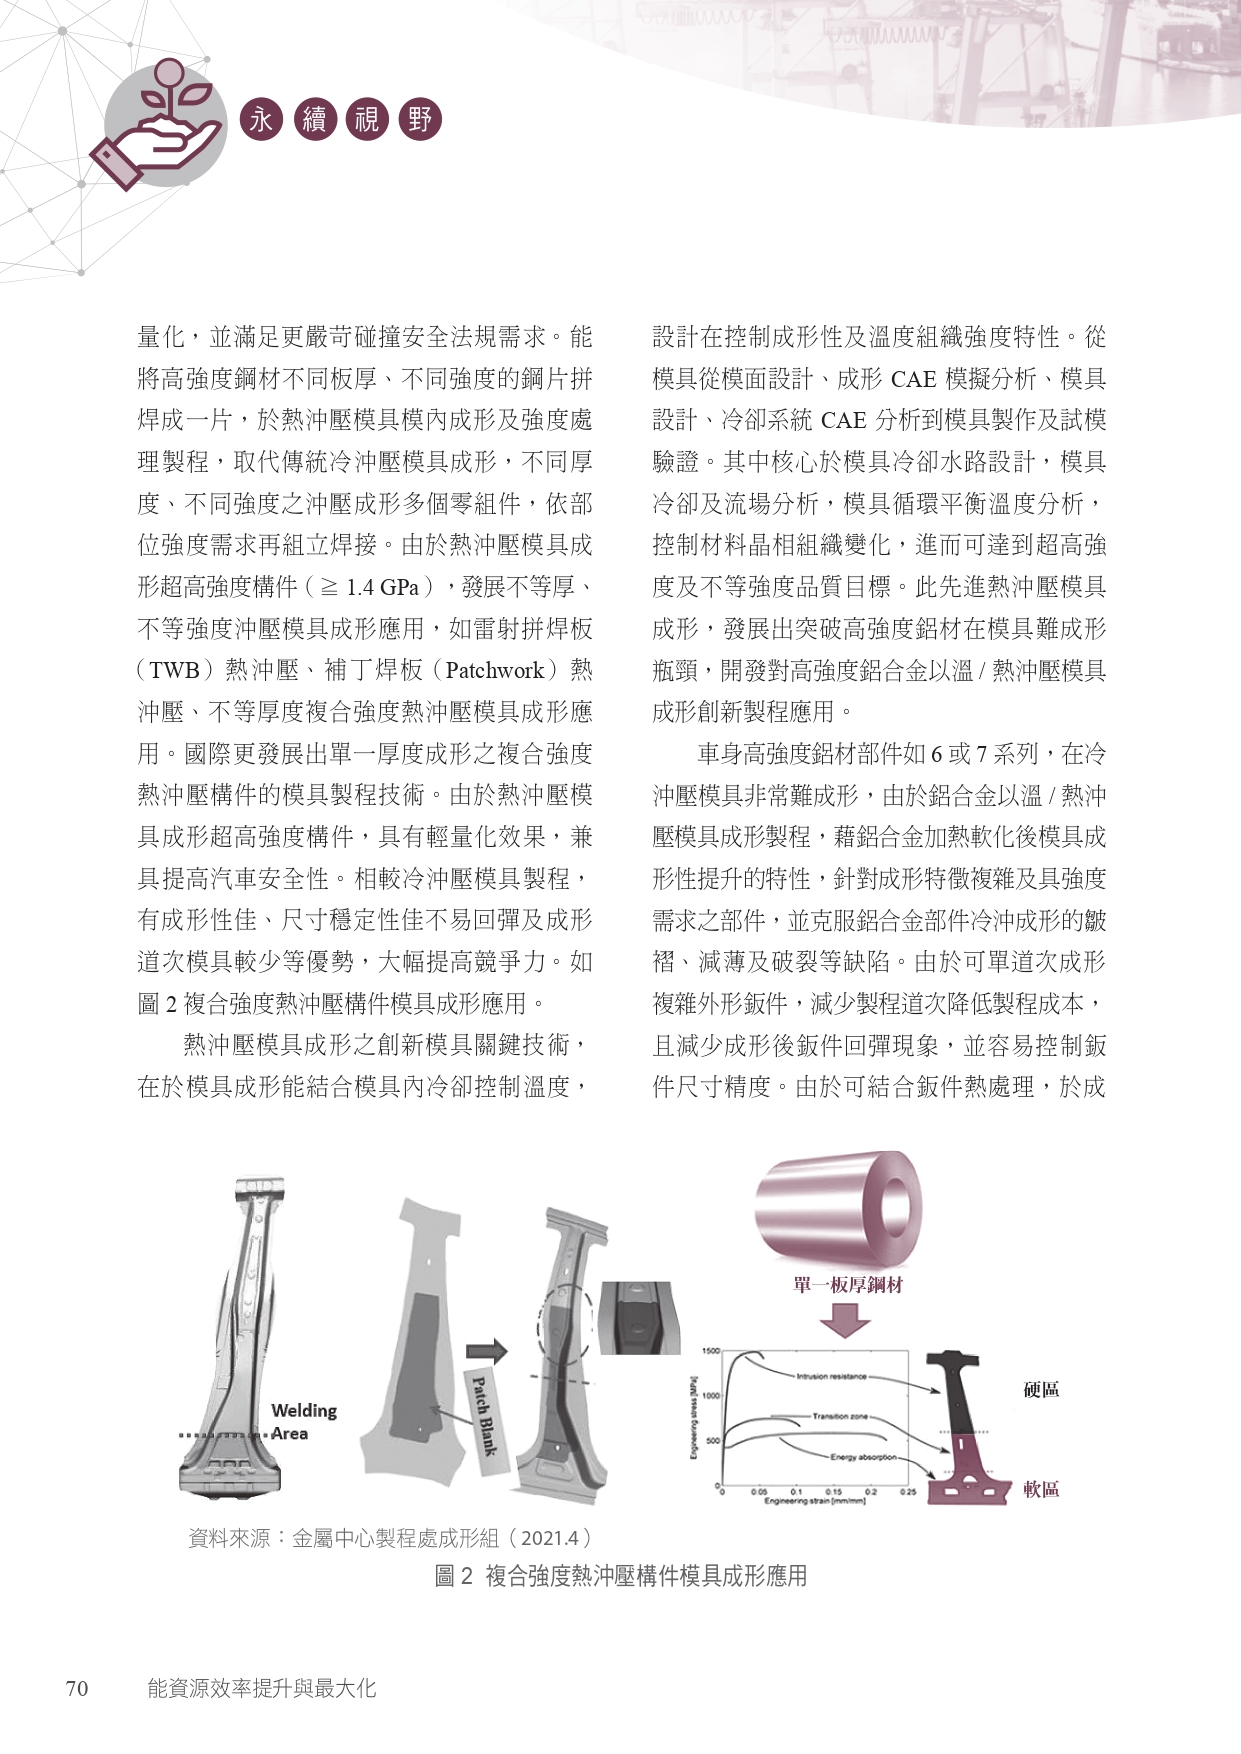 永續視野
量化，並滿足更嚴苛碰撞安全法規需求。能
將高強度鋼材不同板厚、不同強度的鋼片拼
焊成一片，於熱沖壓模具模內成形及強度處
理製程，取代傳統冷沖壓模具成形，不同厚
度、不同強度之沖壓成形多個零組件，依部
位強度需求再組立焊接。由於熱沖壓模具成
形超高強度構件（≧ 1.4 GPa），發展不等厚、
不等強度沖壓模具成形應用，如雷射拼焊板
（TWB）熱沖壓、補丁焊板（Patchwork）熱
沖壓、不等厚度複合強度熱沖壓模具成形應
用。國際更發展出單一厚度成形之複合強度
熱沖壓構件的模具製程技術。由於熱沖壓模
具成形超高強度構件，具有輕量化效果，兼
具提高汽車安全性。相較冷沖壓模具製程，
有成形性佳、尺寸穩定性佳不易回彈及成形
道次模具較少等優勢，大幅提高競爭力。如
圖 2 複合強度熱沖壓構件模具成形應用。
熱沖壓模具成形之創新模具關鍵技術，
在於模具成形能結合模具內冷卻控制溫度，
設計在控制成形性及溫度組織強度特性。從
模具從模面設計、成形 CAE 模擬分析、模具
設計、冷卻系統 CAE 分析到模具製作及試模
驗證。其中核心於模具冷卻水路設計，模具
冷卻及流場分析，模具循環平衡溫度分析，
控制材料晶相組織變化，進而可達到超高強
度及不等強度品質目標。此先進熱沖壓模具
成形，發展出突破高強度鋁材在模具難成形
瓶頸，開發對高強度鋁合金以溫 / 熱沖壓模具
成形創新製程應用。
車身高強度鋁材部件如 6 或 7 系列，在冷
沖壓模具非常難成形，由於鋁合金以溫 / 熱沖
壓模具成形製程，藉鋁合金加熱軟化後模具成
形性提升的特性，針對成形特徵複雜及具強度
需求之部件，並克服鋁合金部件冷沖成形的皺
褶、減薄及破裂等缺陷。由於可單道次成形
複雜外形鈑件，減少製程道次降低製程成本，
且減少成形後鈑件回彈現象，並容易控制鈑
件尺寸精度。由於可結合鈑件熱處理，於成
Welding
Area
Patch Blank
單一板厚鋼材
Engineering stress [MPa]
1500
1000
500
0
Intrusion resistance
Transition zone
Energy absorption
0 0.05 0.1 0.15 0.2 0.25
Engineering strain [mm/mm]
硬區
軟區
資料來源：金屬中心製程處成形組（2021.4）
圖 2 複合強度熱沖壓構件模具成形應用
70 能資源效率提升與最大化